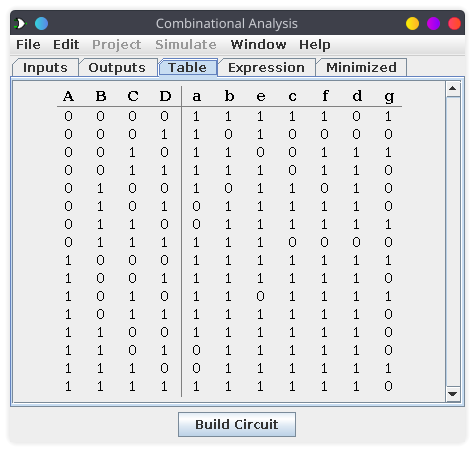 Combinational Analysis
File Edit Project Simulate Window Help
Inputs Outputs Table Expression Minimized
A B C D a b e c f d g
0 0 0 0 1 1 1 1 1 0 1
0 0 0 1 1 0 1 0 0 0 0
0 0 1 0 1 1 0 0 1 1 1
0 0 1 1 1 1 1 0 1 1 0
0 1 0 0 1 0 1 1 0 1 0
0 1 0 1 0 1 1 1 1 1 0
0 1 1 0 0 1 1 1 1 1 1
0 1 1 1 1 1 1 0 0 0 0
1 0 0 0 1 1 1 1 1 1 1
1 0 0 1 1 1 1 1 1 1 0
1 0 1 0 1 1 0 1 1 1 1
1 0 1 1 1 1 1 1 1 1 0
1 1 0 0 1 1 1 1 1 1 0
1 1 0 1 0 1 1 1 1 1 0
1 1 1 0 0 1 1 1 1 1 1
1 1 1 1 1 1 1 1 1 1 0
Build Circuit